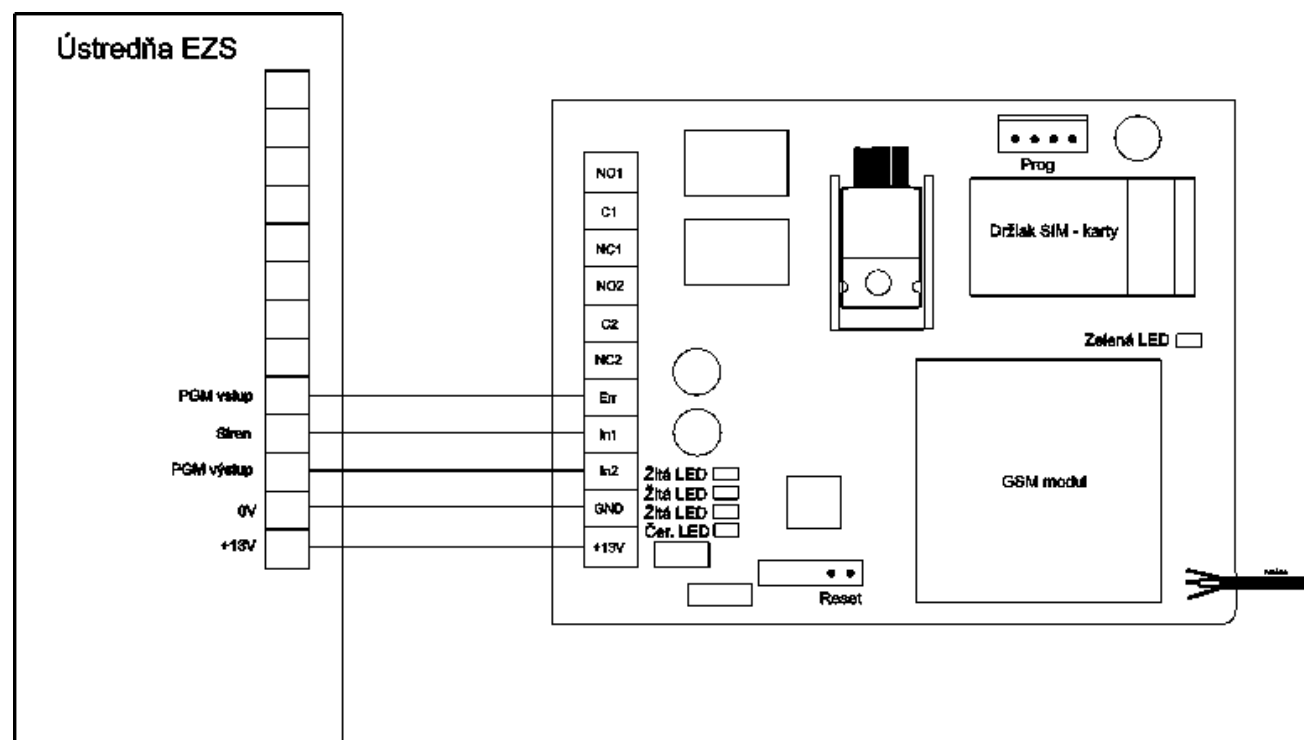 Ústredňa EZS
PGM vstup
Siren
PGM výstup
0V
+13V
NO1
C1
NC1
NO2
C2
NC2
Err
In1
In2
GND
+13V
Prog
Držiak SIM - karty
Zelená LED
GSM modul
Žltá LED
Žltá LED
Žltá LED
Čer. LED
Reset